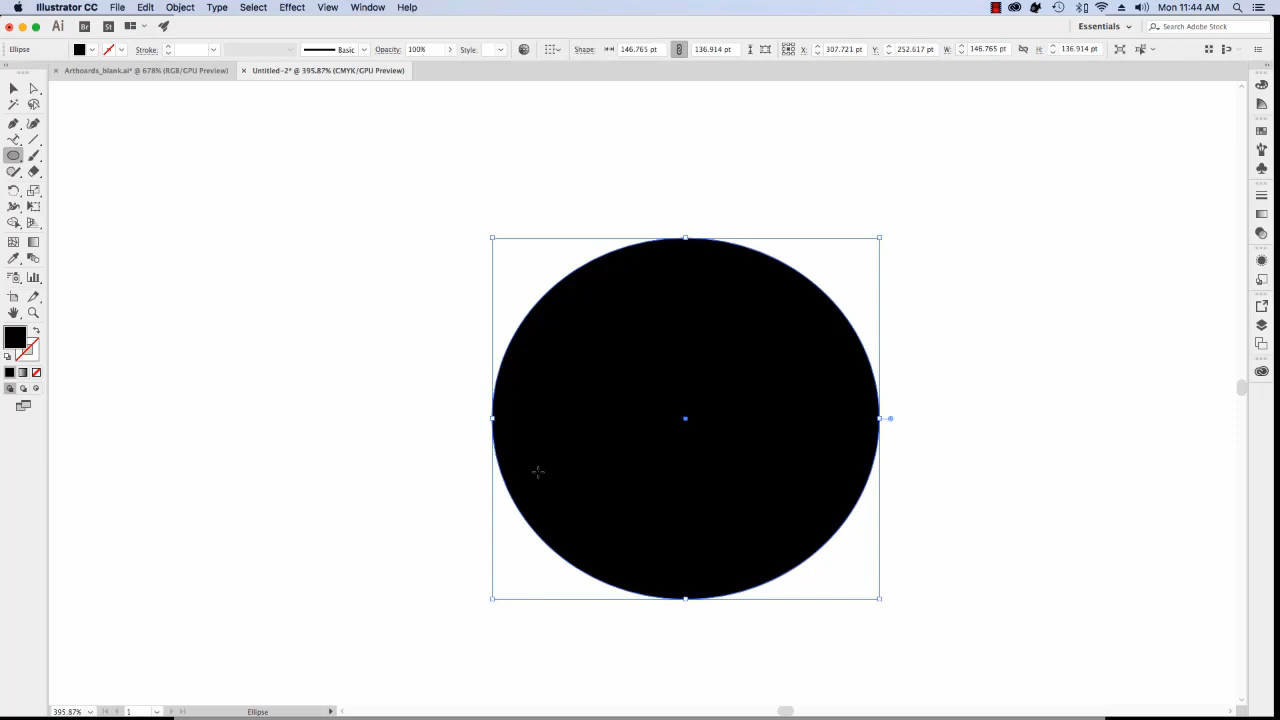 Illustrator CC File Edit Object Type Select Effect View Window Help Mon 11:44 AM
Ai Br St Essentials Search Adobe Stock
Ellipse Stroke: Basic Opacity: 100% Style: Shape: 146.765 pt 136.914 pt X: 307.721 pt Y: 252.617 pt W: 146.765 pt H: 136.914 pt
× Artboards_blank.ai* @ 678% (RGB/GPU Preview) × Untitled-2* @ 395.87% (CMYK/GPU Preview)
395.87% 1 Ellipse